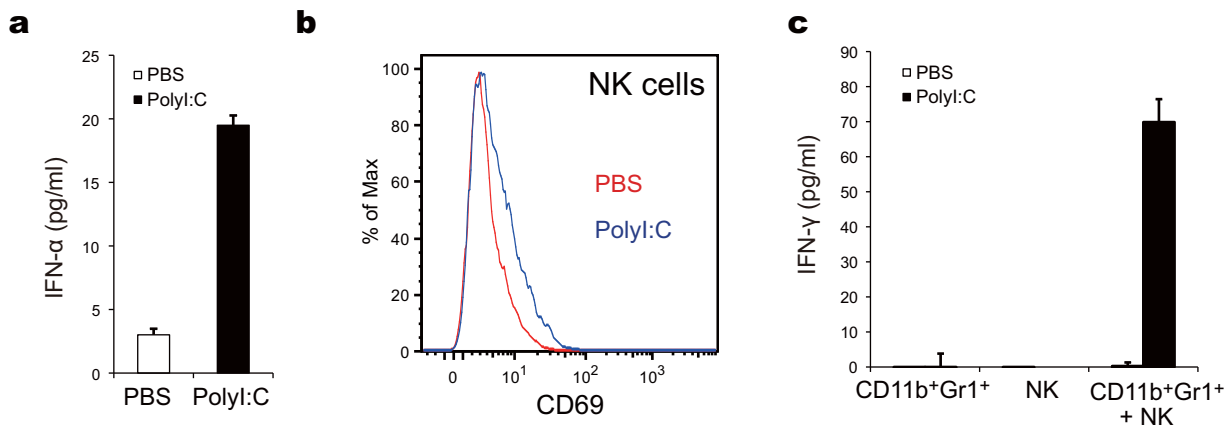 a
25
20
15
10
5
0
IFN-α (pg/ml)
PBS
PolyI:C
PBS
PolyI:C
b
100
80
60
40
20
0
% of Max
NK cells
PBS
PolyI:C
0
10¹
10²
10³
CD69
c
90
80
70
60
50
40
30
20
10
0
IFN-γ (pg/ml)
PBS
PolyI:C
CD11b⁺Gr1⁺
NK
CD11b⁺Gr1⁺
+ NK